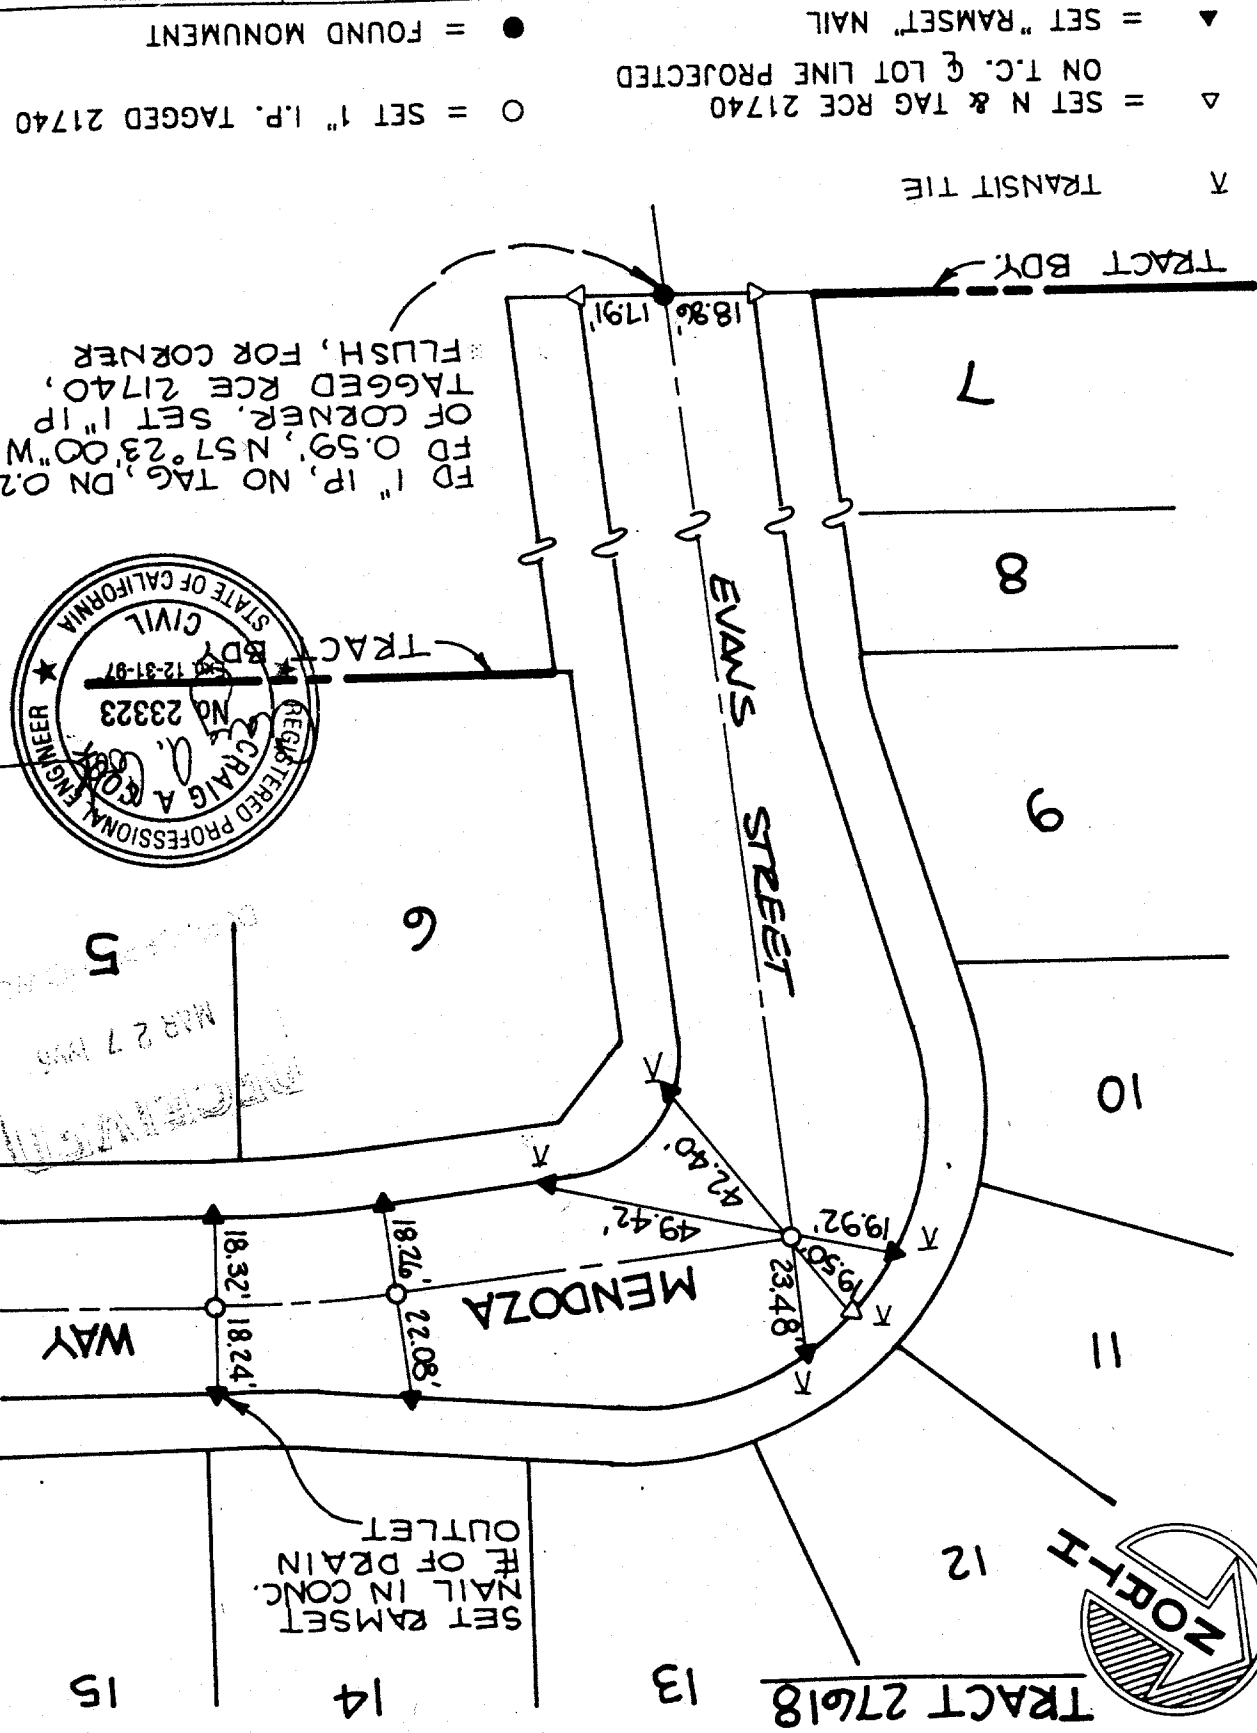 TRACT 27618
NORTH
12
13
14
15
SET RAMSET
NAIL IN CONC.
OF DRAIN
OUTLET
11
10
9
8
7
6
5
WAY
MENDOZA
18.24'
18.32'
22.08'
18.26'
23.48'
19.50'
19.92'
49.42'
42.40'
EVANS STREET
REGISTERED PROFESSIONAL ENGINEER
CRAIG A.
No. 23323
12-31-97
CIVIL
STATE OF CALIFORNIA
RECEIVED
MAR 27
TRACT BDY.
FD 1" IP, NO TAG, DN
FD 0.59', N57°23'00"W
OF CORNER. SET 1" IP
TAGGED RCE 21740,
FLUSH, FOR CORNER
18.86'
17.91'
TRACT BDY.
TRANSIT TIE
= SET N & TAG RCE 21740
ON T.C. @ LOT LINE PROJECTED
= SET "RAMSET" NAIL
= SET 1" I.P. TAGGED 21740
= FOUND MONUMENT